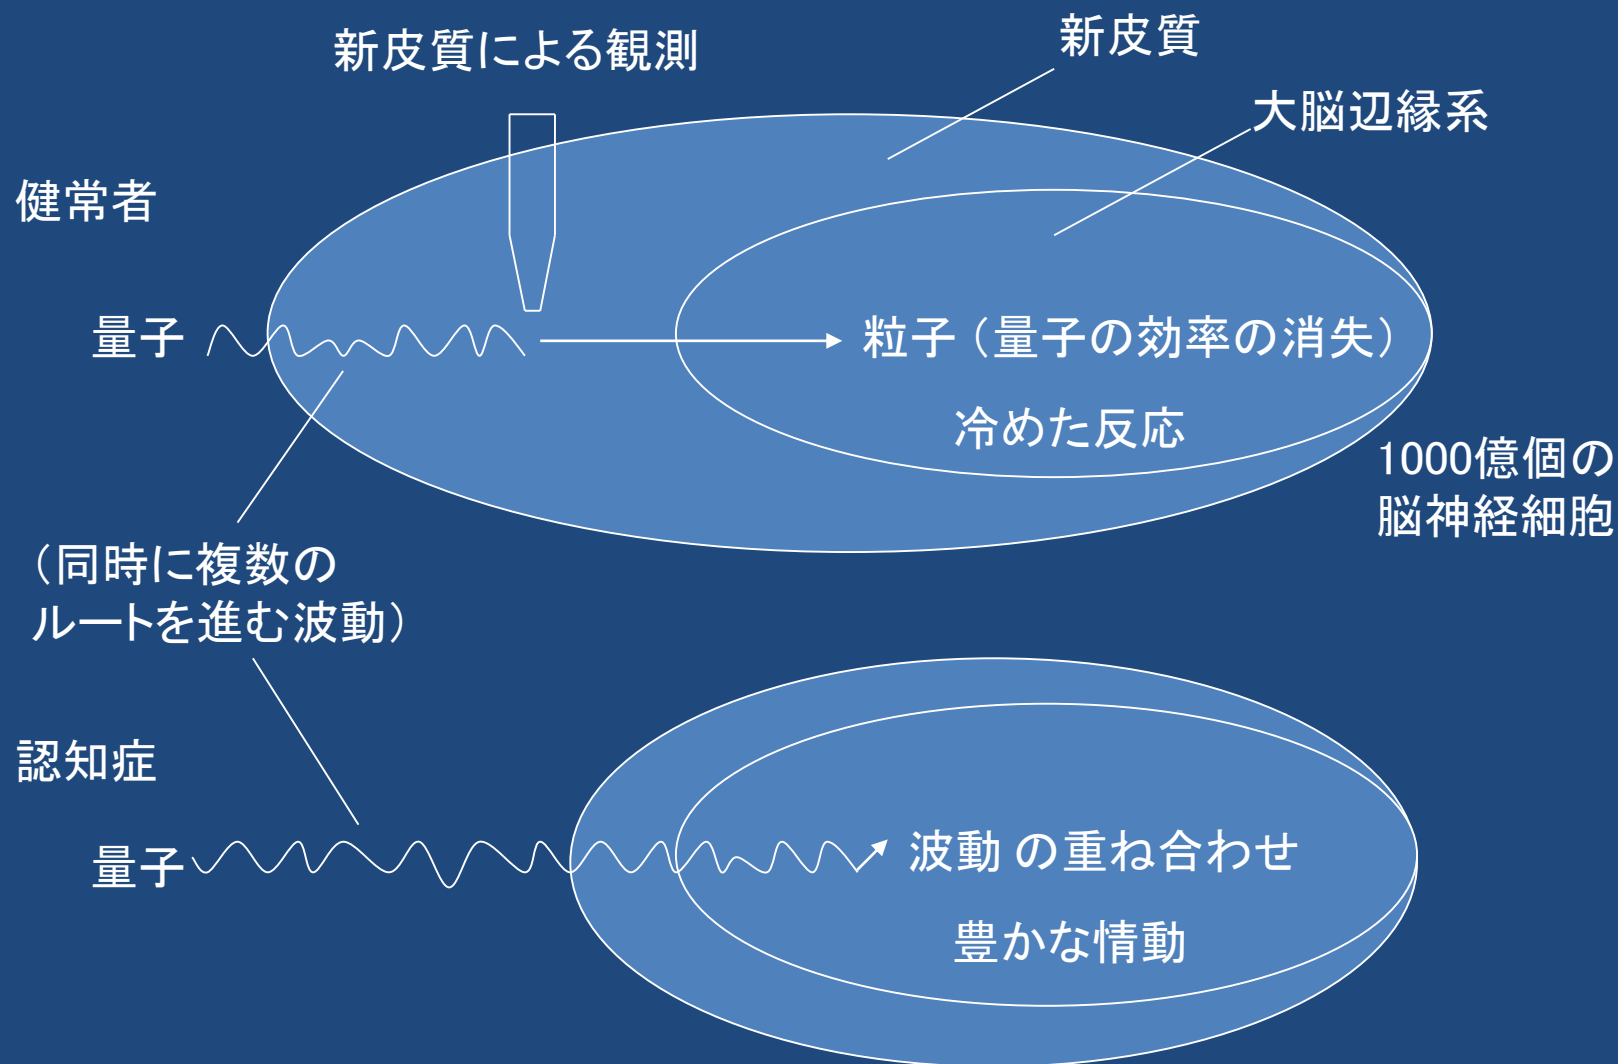 新皮質による観測
新皮質
大脳辺縁系
健常者
量子
粒子（量子の効率の消失）
冷めた反応
1000億個の
脳神経細胞
（同時に複数の
ルートを進む波動）
認知症
量子
波動 の重ね合わせ
豊かな情動